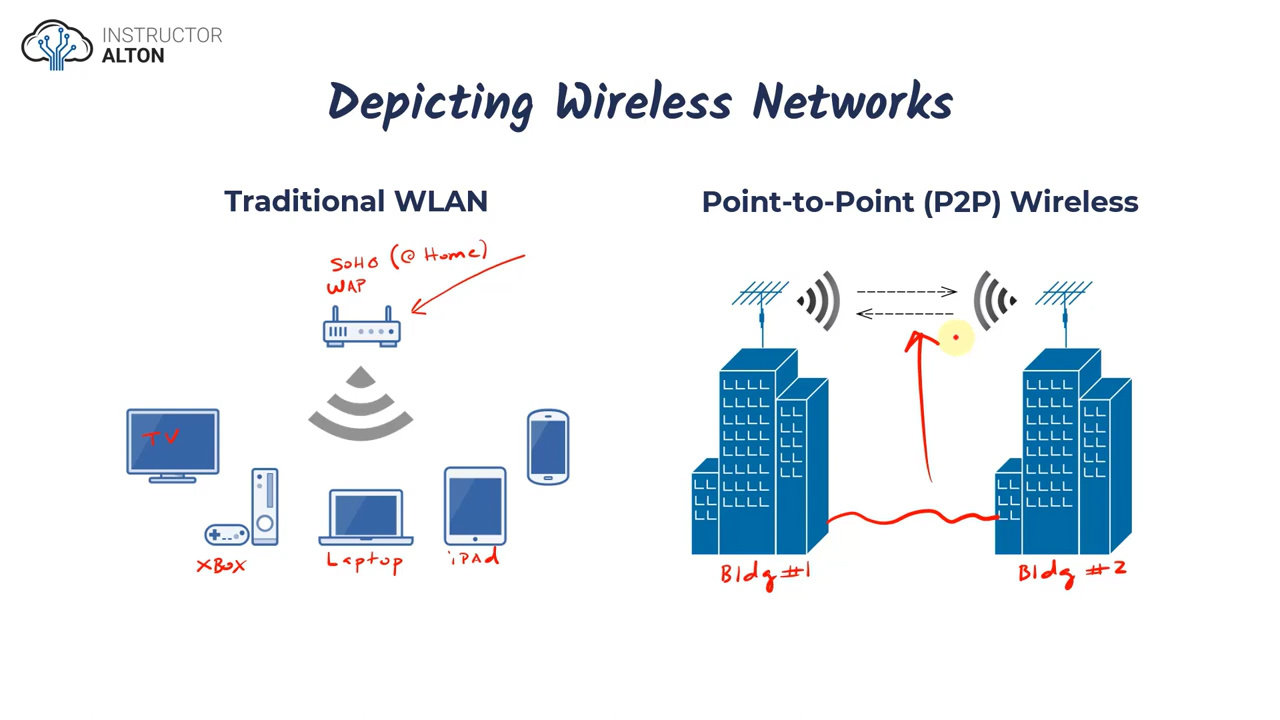 INSTRUCTOR
ALTON
Depicting Wireless Networks
Traditional WLAN
SOHO (@ Home)
WAP
TV
XBOX
Laptop
iPAd
Point-to-Point (P2P) Wireless
Bldg #1
Bldg #2